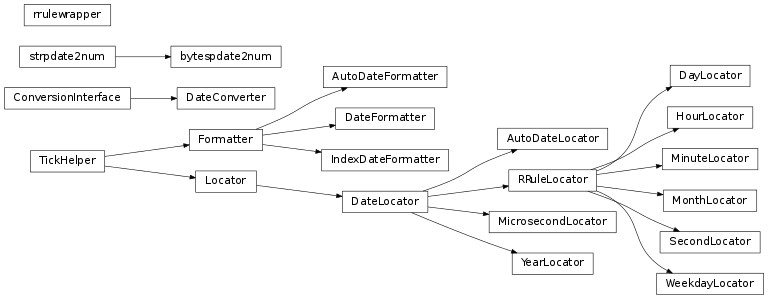 rrulewrapper
strpdate2num
bytespdate2num
ConversionInterface
DateConverter
TickHelper
Formatter
Locator
AutoDateFormatter
DateFormatter
IndexDateFormatter
DateLocator
AutoDateLocator
RRuleLocator
MicrosecondLocator
YearLocator
DayLocator
HourLocator
MinuteLocator
MonthLocator
SecondLocator
WeekdayLocator